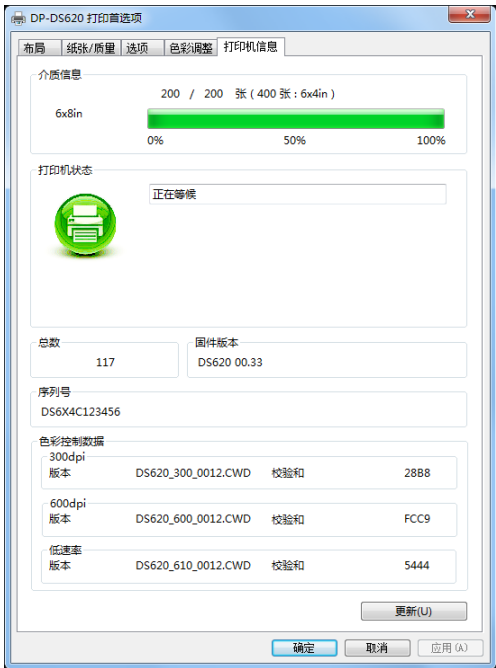 DP-DS620 打印首选项
布局 纸张/质量 选项 色彩调整 打印机信息
介质信息
200 / 200 张 ( 400 张 : 6x4in )
6x8in
0% 50% 100%
打印机状态
正在等候
总数 固件版本
117 DS620 00.33
序列号
DS6X4C123456
色彩控制数据
300dpi
版本 DS620_300_0012.CWD 校验和 28B8
600dpi
版本 DS620_600_0012.CWD 校验和 FCC9
低速率
版本 DS620_610_0012.CWD 校验和 5444
更新(U)
确定 取消 应用 (A)